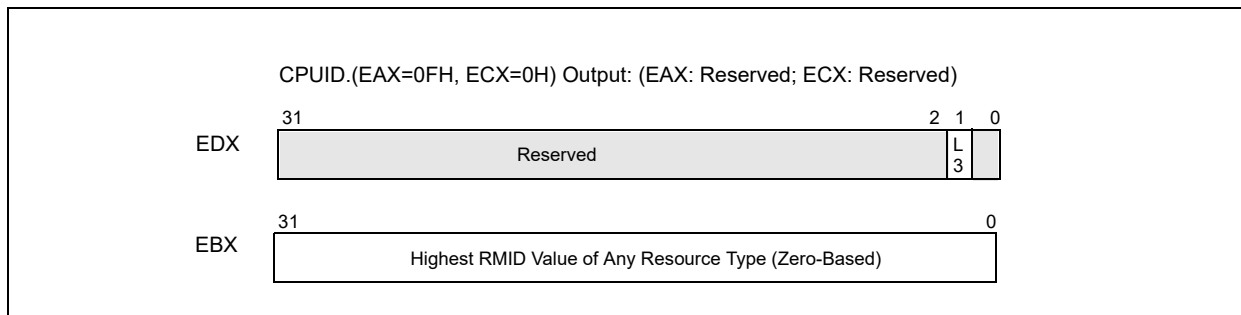 CPUID.(EAX=0FH, ECX=0H) Output: (EAX: Reserved; ECX: Reserved)
31 2 1 0
EDX Reserved L 3
31 0
EBX Highest RMID Value of Any Resource Type (Zero-Based)